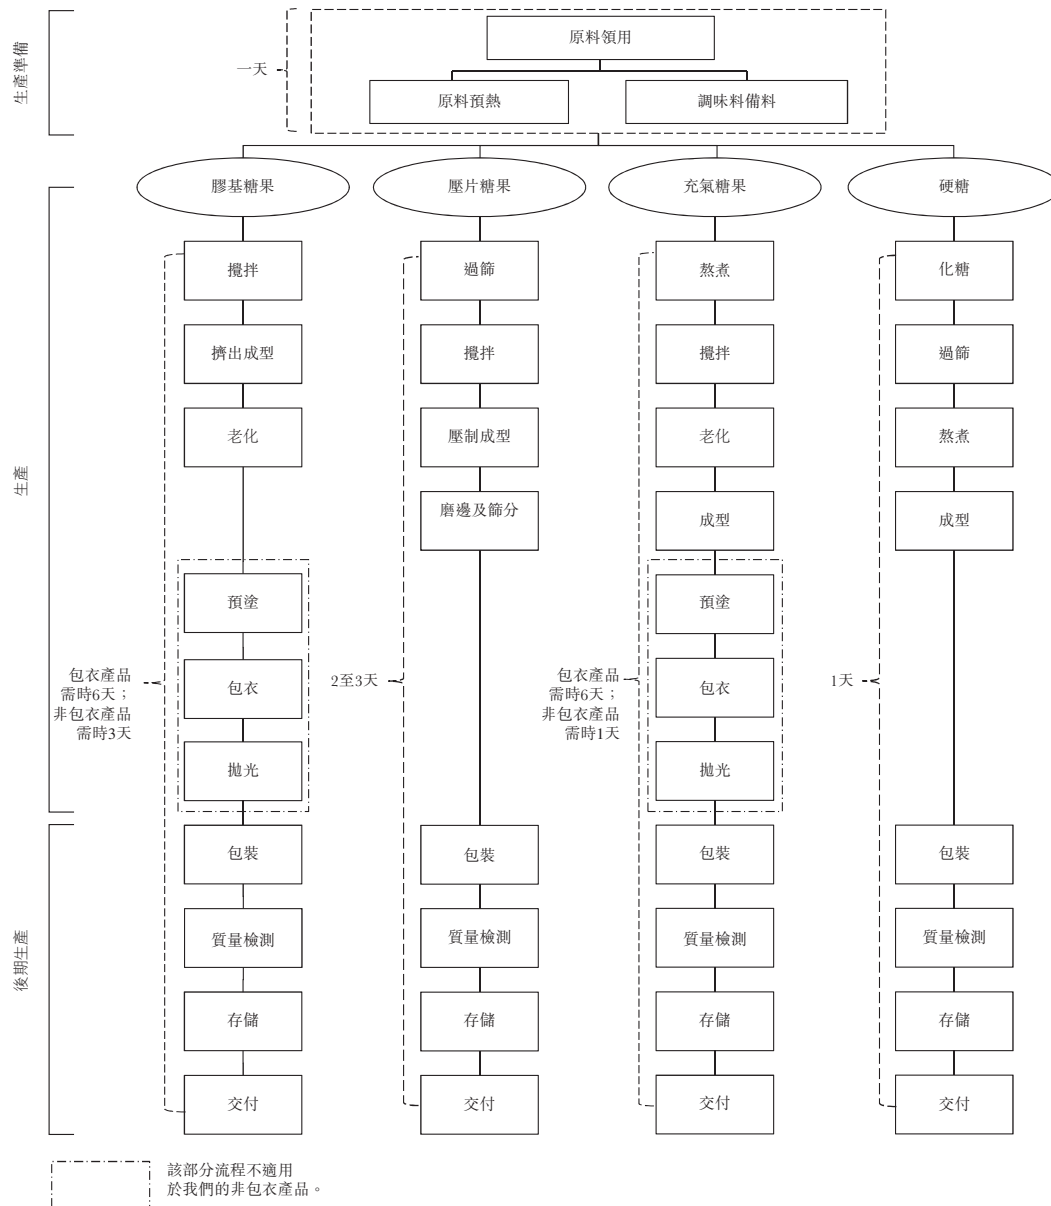 生產準備
一天
原料領用
原料預熱
調味料備料
生產
膠基糖果
壓片糖果
充氣糖果
硬糖
攪拌
過篩
熬煮
化糖
擠出成型
攪拌
攪拌
過篩
老化
壓制成型
老化
熬煮
磨邊及篩分
成型
成型
預塗
預塗
包衣產品
需時6天；
非包衣產品
需時3天
包衣
2至3天
包衣產品
需時6天；
非包衣產品
需時1天
包衣
1天
拋光
拋光
後期生產
包裝
包裝
包裝
包裝
質量檢測
質量檢測
質量檢測
質量檢測
存儲
存儲
存儲
存儲
交付
交付
交付
交付
該部分流程不適用
於我們的非包衣產品。